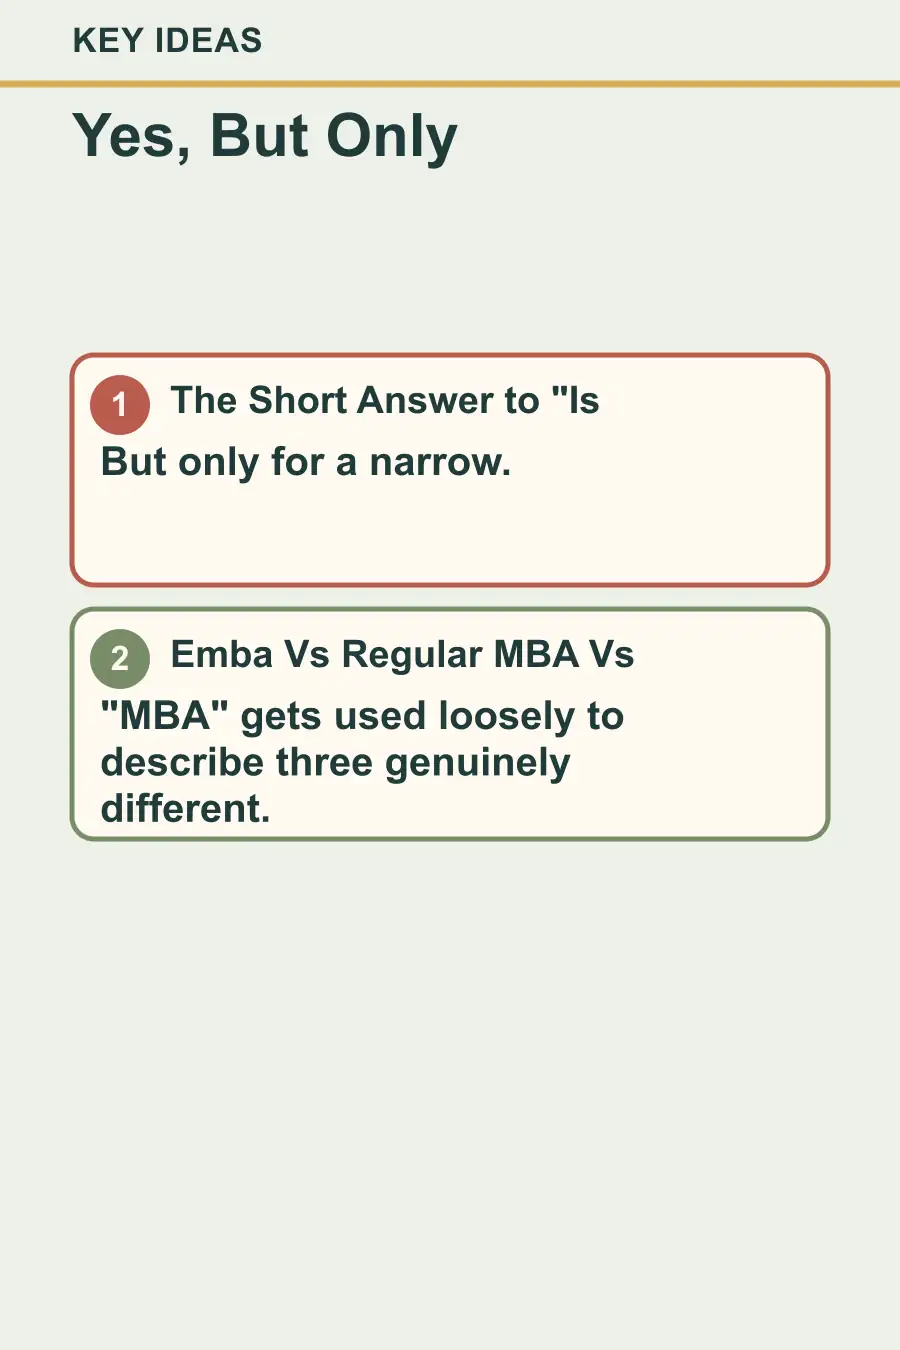 KEY IDEAS
Yes, But Only
1 The Short Answer to "Is
But only for a narrow.
2 Emba Vs Regular MBA Vs
"MBA" gets used loosely to
describe three genuinely
different.